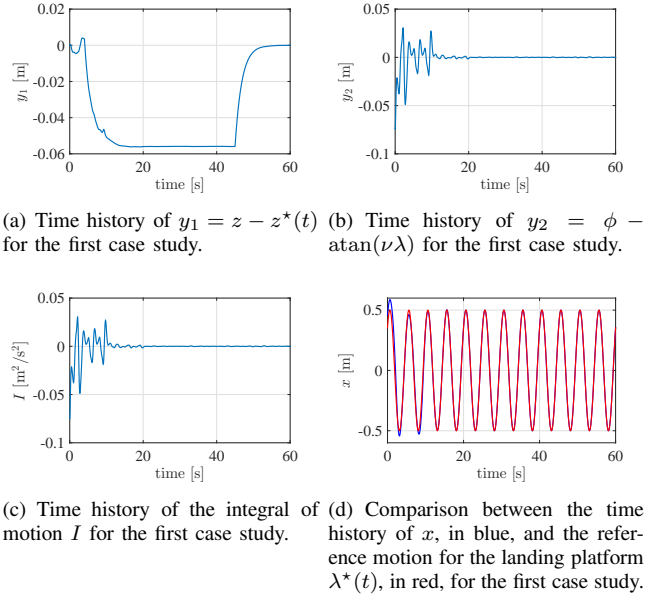 0.02
0
-0.02
-0.04
-0.06
y₁ [m]
0 20 40 60
time [s]
0.05
0
-0.05
-0.1
y₂ [m]
0 20 40 60
time [s]
(a) Time history of y₁ = z − z⋆(t)
for the first case study.
(b) Time history of y₂ = ϕ −
atan(νλ) for the first case study.
0.05
0
-0.05
-0.1
I [m²/s²]
0 20 40 60
time [s]
0.5
0
-0.5
x [m]
0 20 40 60
time [s]
(c) Time history of the integral of
motion I for the first case study.
(d) Comparison between the time
history of x, in blue, and the refer-
ence motion for the landing platform
λ⋆(t), in red, for the first case study.